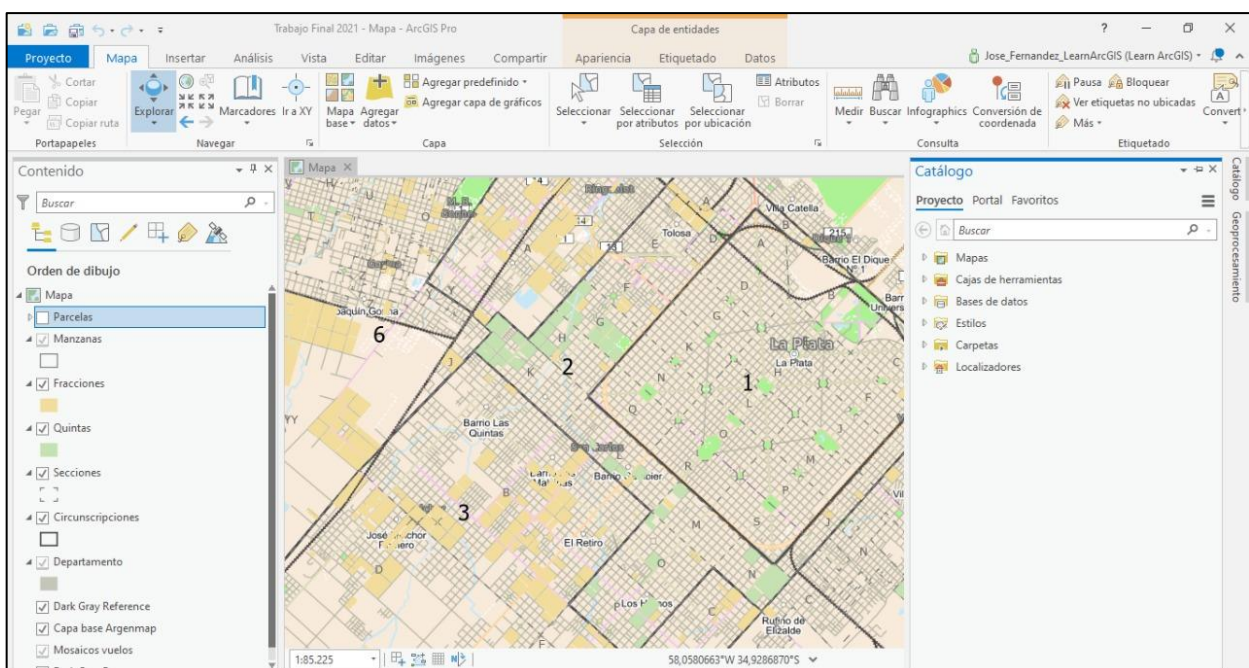 Trabajo Final 2021 - Mapa - ArcGIS Pro
Capa de entidades
?
Proyecto Mapa Insertar Análisis Vista Editar Imágenes Compartir Apariencia Etiquetado Datos
Jose_Fernandez_LearnArcGIS (Learn ArcGIS)
Pegar
Cortar
Copiar
Copiar ruta
Portapapeles
Explorar
Marcadores
Ir a XY
Navegar
Mapa base
Agregar datos
Agregar predefinido
Agregar capa de gráficos
Capa
Seleccionar
Seleccionar por atributos
Seleccionar por ubicación
Atributos
Borrar
Selección
Medir
Buscar
Infographics
Conversión de coordenada
Consulta
Pausa
Bloquear
Ver etiquetas no ubicadas
Más
Convert
Etiquetado
Contenido
Buscar
Orden de dibujo
Mapa
Parcelas
Manzanas
Fracciones
Quintas
Secciones
Circunscripciones
Departamento
Dark Gray Reference
Capa base Argenmap
Mosaicos vuelos
Mapa
Villa Catella
Tolosa
215
Barrio El Dique
N° 1
La Plata
La Plata
6
2
1
3
Barrio Las
Quintas
El Retiro
Rufino de
Elizalde
1:85.225
58,0580663°W 34,9286870°S
Catálogo
Proyecto Portal Favoritos
Buscar
Mapas
Cajas de herramientas
Bases de datos
Estilos
Carpetas
Localizadores
Catálogo
Geoprocesamiento